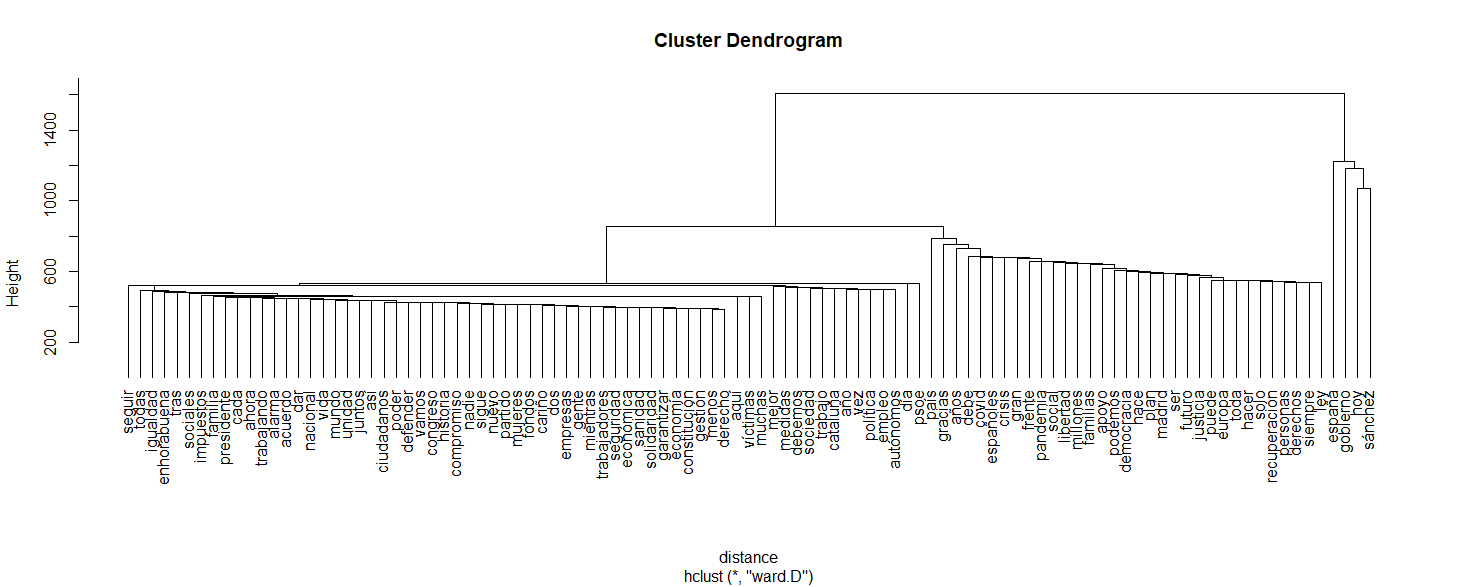 Cluster Dendrogram
Height
200
600
1000
1400
seguir
todas
igualdad
enhorabuena
tras
sociales
impuestos
familia
presidente
cada
ahora
trabajando
alarma
acuerdo
dar
nacional
vida
mundo
unidad
juntos
así
ciudadanos
poder
defender
vamos
congreso
historia
compromiso
nadie
sigue
nuevo
partido
mujeres
fondos
cariño
dos
empresas
gente
mientras
trabajadores
seguridad
económica
sanidad
solidaridad
garantizar
economía
constitución
gestión
menos
derecho
aquí
víctimas
muchas
mejor
medidas
debemos
sociedad
trabajo
cataluña
año
vez
política
empleo
autónomos
día
psoe
país
gracias
años
debe
covid
españoles
crisis
gran
frente
pandemia
social
libertad
millones
familias
apoyo
podemos
democracia
hace
plan
madrid
ser
futuro
justicia
puede
europa
toda
hacer
solo
recuperación
personas
derechos
siempre
ley
españa
gobierno
hoy
sánchez
distance
hclust (*, "ward.D")